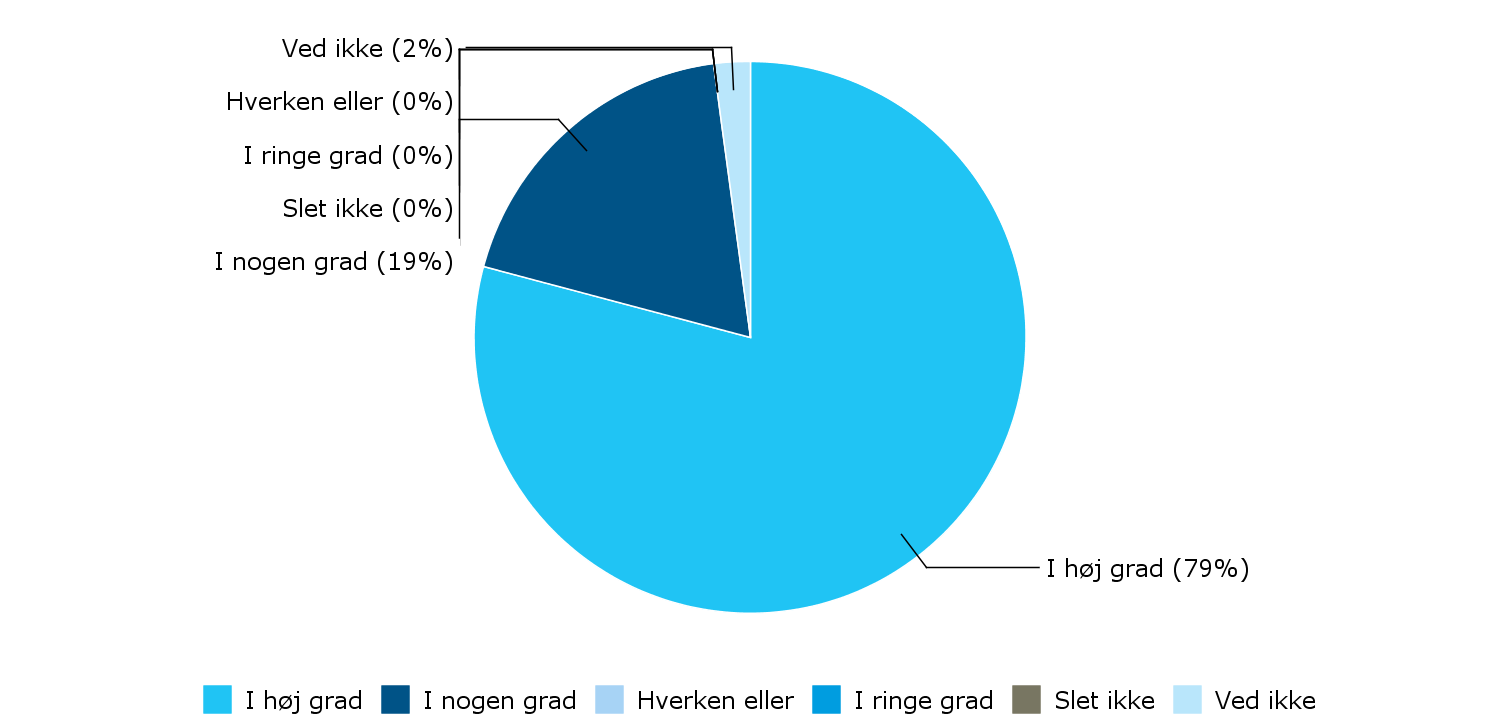 Ved ikke (2%)
Hverken eller (0%)
I ringe grad (0%)
Slet ikke (0%)
I nogen grad (19%)
I høj grad (79%)
I høj grad I nogen grad Hverken eller I ringe grad Slet ikke Ved ikke